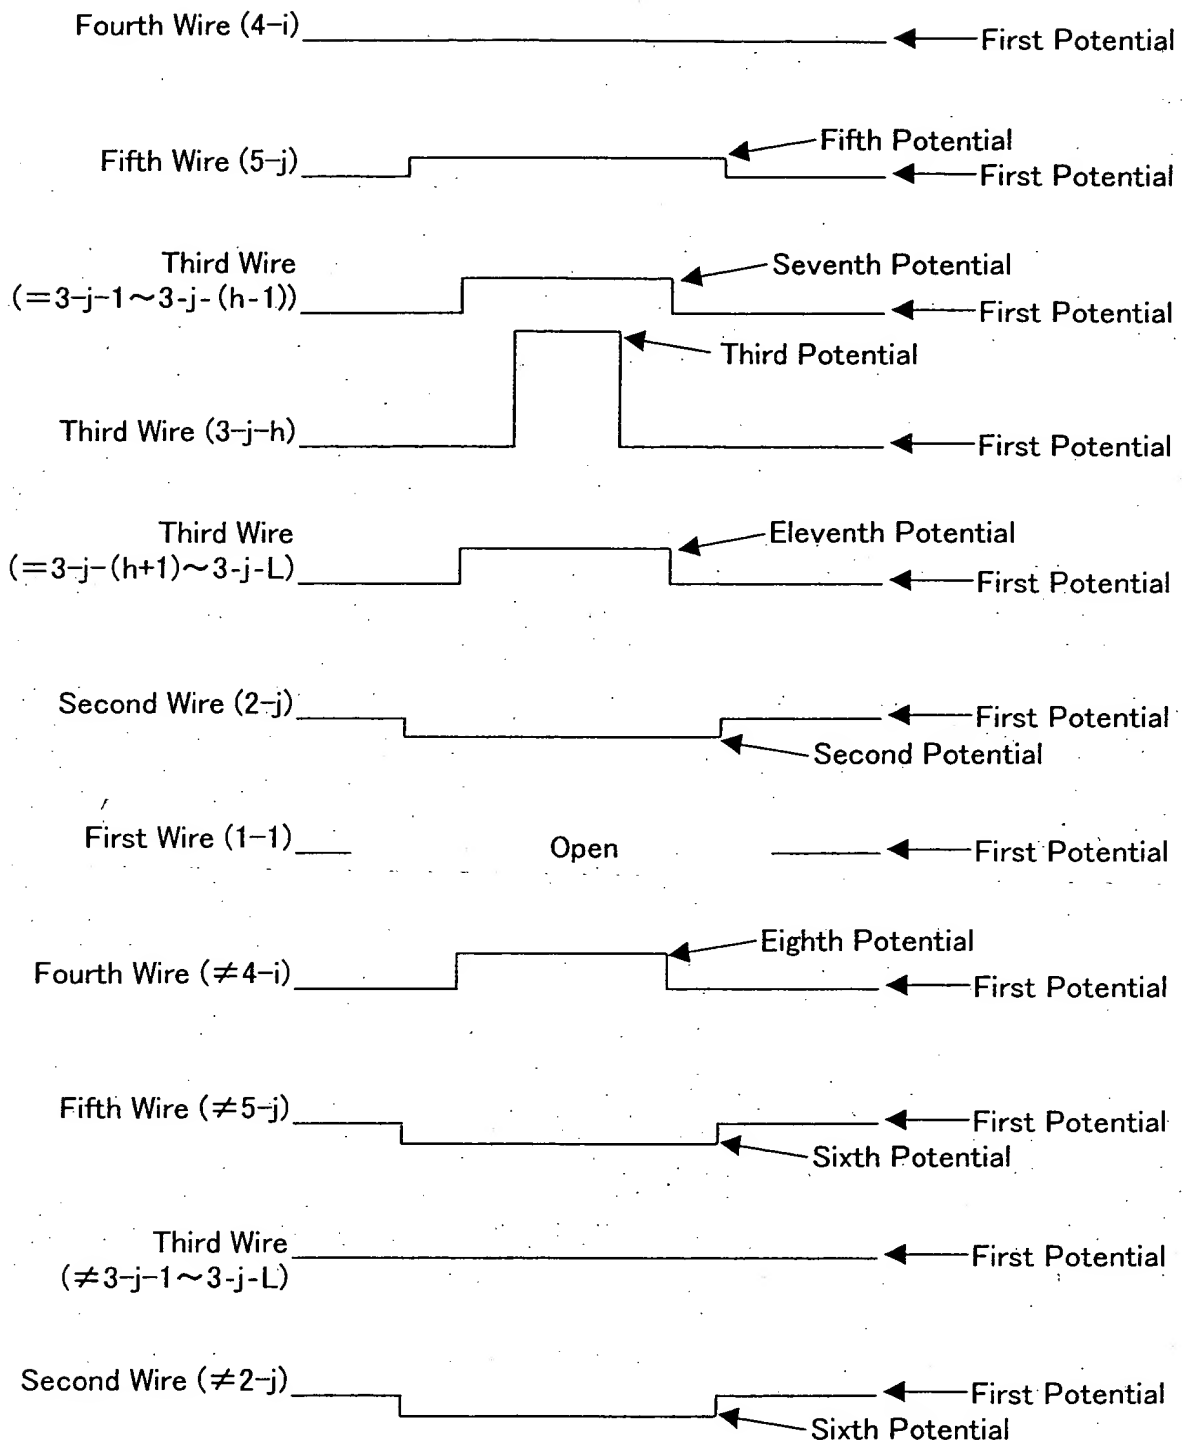 Fourth Wire (4-i)
First Potential
Fifth Wire (5-j)
Fifth Potential
First Potential
Third Wire
(=3-j-1~3-j-(h-1))
Seventh Potential
First Potential
Third Potential
Third Wire (3-j-h)
First Potential
Third Wire
(=3-j-(h+1)~3-j-L)
Eleventh Potential
First Potential
Second Wire (2-j)
First Potential
Second Potential
First Wire (1-1)
Open
First Potential
Eighth Potential
Fourth Wire (≠4-i)
First Potential
Fifth Wire (≠5-j)
First Potential
Sixth Potential
Third Wire
(≠3-j-1~3-j-L)
First Potential
Second Wire (≠2-j)
First Potential
Sixth Potential